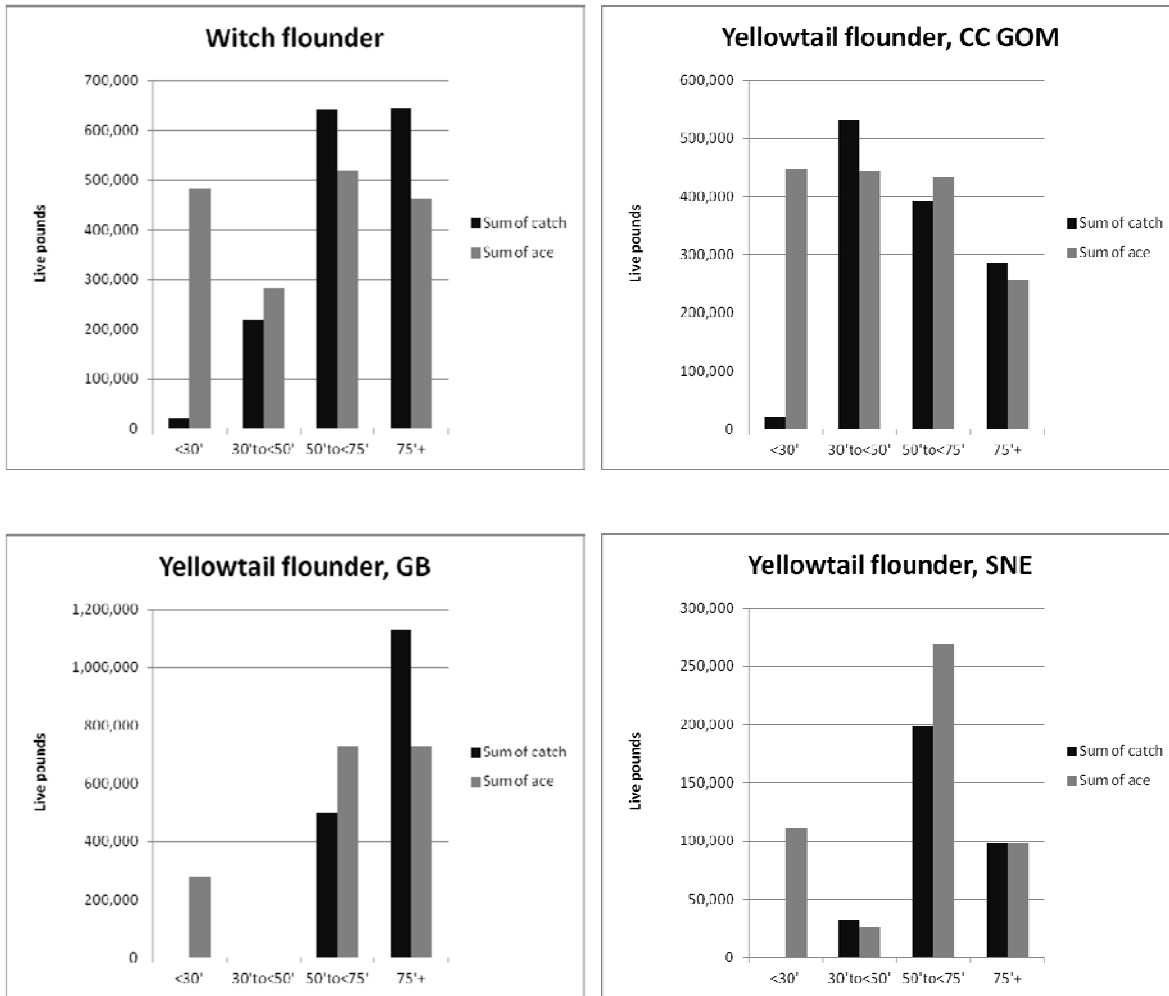 Witch flounder
700,000
600,000
500,000
400,000
300,000
200,000
100,000
0
Live pounds
<30'
30'to<50'
50'to<75'
75'+
Sum of catch
Sum of ace
Yellowtail flounder, CC GOM
600,000
500,000
400,000
300,000
200,000
100,000
0
Live pounds
<30'
30'to<50'
50'to<75'
75'+
Sum of catch
Sum of ace
Yellowtail flounder, GB
1,200,000
1,000,000
800,000
600,000
400,000
200,000
0
Live pounds
<30'
30'to<50'
50'to<75'
75'+
Sum of catch
Sum of ace
Yellowtail flounder, SNE
300,000
250,000
200,000
150,000
100,000
50,000
0
Live pounds
<30'
30'to<50'
50'to<75'
75'+
Sum of catch
Sum of ace